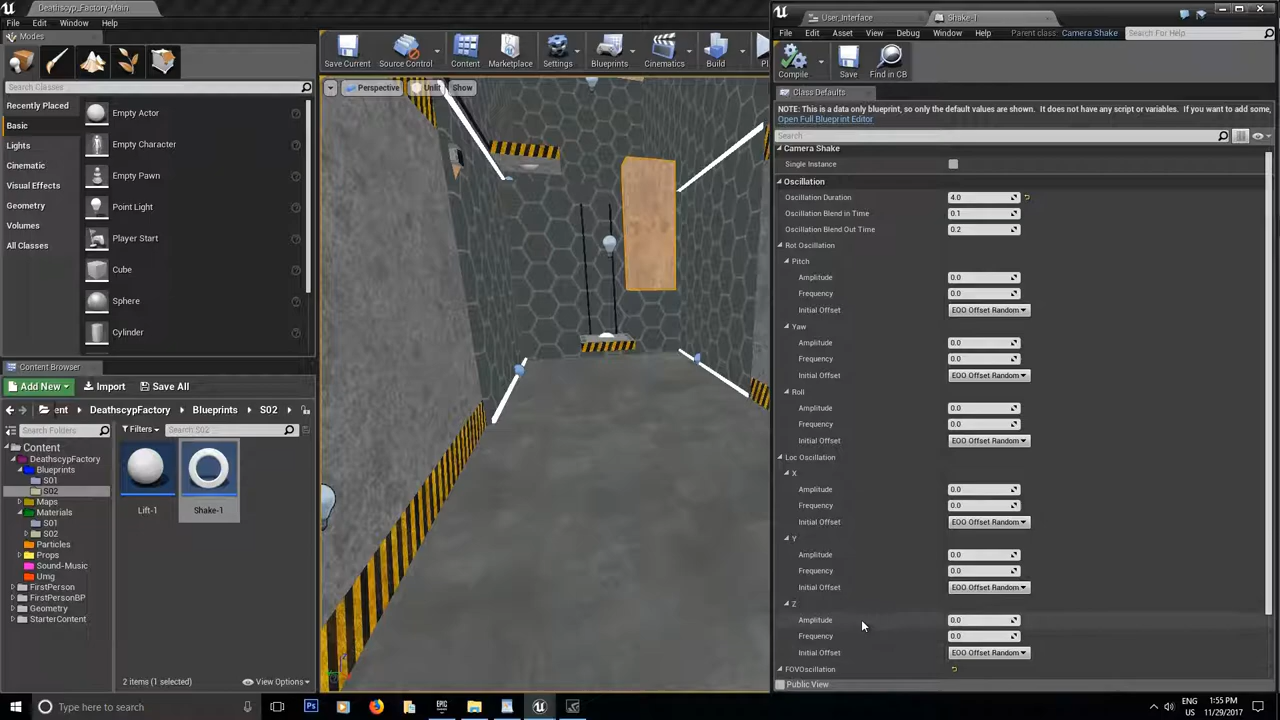 Deathscyp_Factory-Main
File Edit Window Help
Modes
Search Classes
Recently Placed
Basic
Lights
Cinematic
Visual Effects
Geometry
Volumes
All Classes
Empty Actor
Empty Character
Empty Pawn
Point Light
Player Start
Cube
Sphere
Cylinder
Content Browser
Add New Import Save All
ent DeathscypFactory Blueprints S02
Search Folders
Filters Search S02
Content
DeathscypFactory
Blueprints
S01
S02
Maps
Materials
S01
S02
Particles
Props
Sound-Music
Umg
FirstPerson
FirstPersonBP
Geometry
StarterContent
Lift-1
Shake-1
2 items (1 selected) View Options
Save Current Source Control Content Marketplace Settings Blueprints Cinematics Build Pl
Perspective Unlit Show
User_Interface Shake-1
File Edit Asset View Debug Window Help Parent class: Camera Shake Search For Help
Compile Save Find in CB
Class Defaults
NOTE: This is a data only blueprint, so only the default values are shown. It does not have any script or variables. If you want to add some,
Open Full Blueprint Editor
Search
Camera Shake
Single Instance
Oscillation
Oscillation Duration 4.0
Oscillation Blend in Time 0.1
Oscillation Blend Out Time 0.2
Rot Oscillation
Pitch
Amplitude 0.0
Frequency 0.0
Initial Offset EOO Offset Random
Yaw
Amplitude 0.0
Frequency 0.0
Initial Offset EOO Offset Random
Roll
Amplitude 0.0
Frequency 0.0
Initial Offset EOO Offset Random
Loc Oscillation
X
Amplitude 0.0
Frequency 0.0
Initial Offset EOO Offset Random
Y
Amplitude 0.0
Frequency 0.0
Initial Offset EOO Offset Random
Z
Amplitude 0.0
Frequency 0.0
Initial Offset EOO Offset Random
FOVOscillation
Public View
Type here to search
Ps
EPIC
ENG
US
1:55 PM
11/29/2017